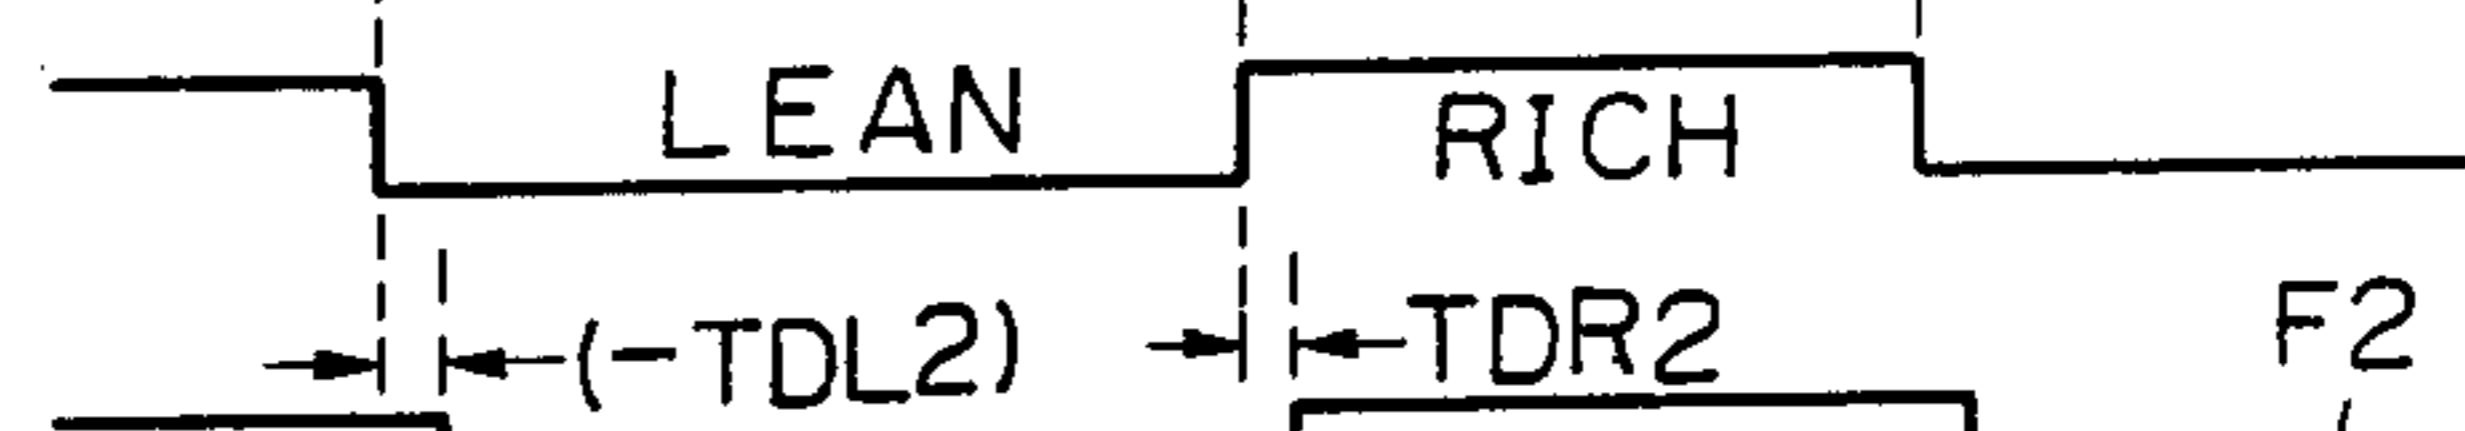 LEAN
RICH
(-TDL2)
TDR2
F2